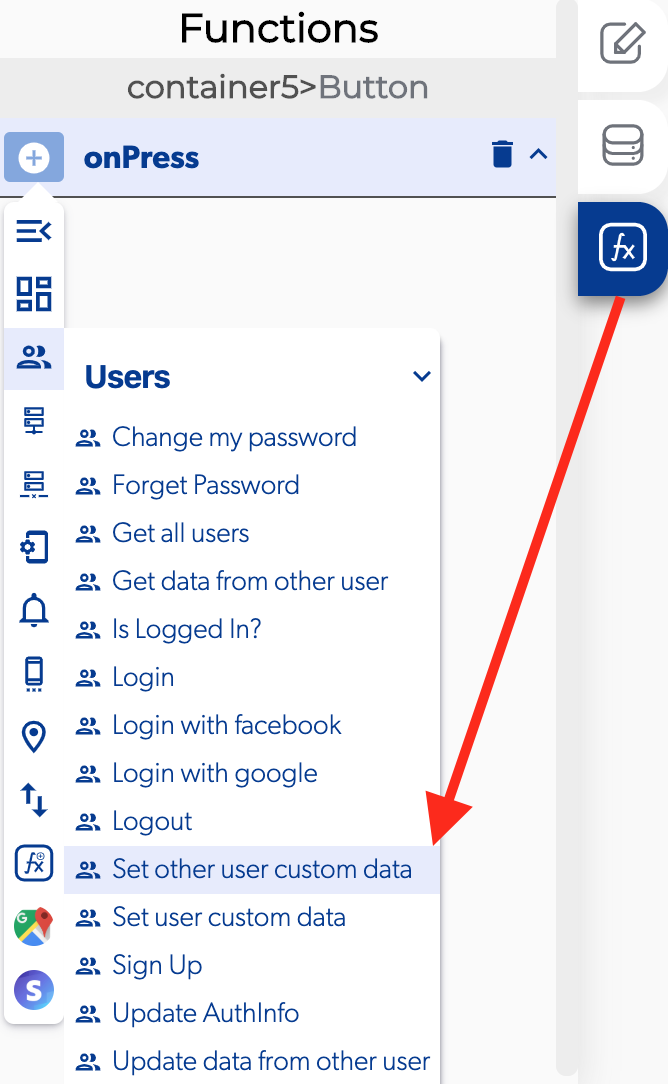 Functions
container5>Button
onPress
fx
Users
Change my password
Forget Password
Get all users
Get data from other user
Is Logged In?
Login
Login with facebook
Login with google
Logout
fx
Set other user custom data
Set user custom data
G
Sign Up
S
Update AuthInfo
Update data from other user